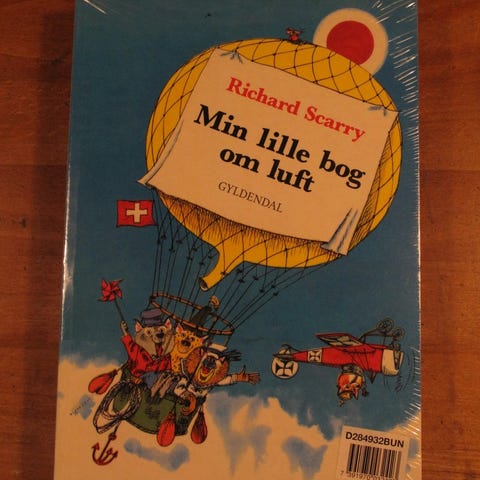 Richard Scarry
Min lille bog
om luft
GYLDENDAL
D284932BUN